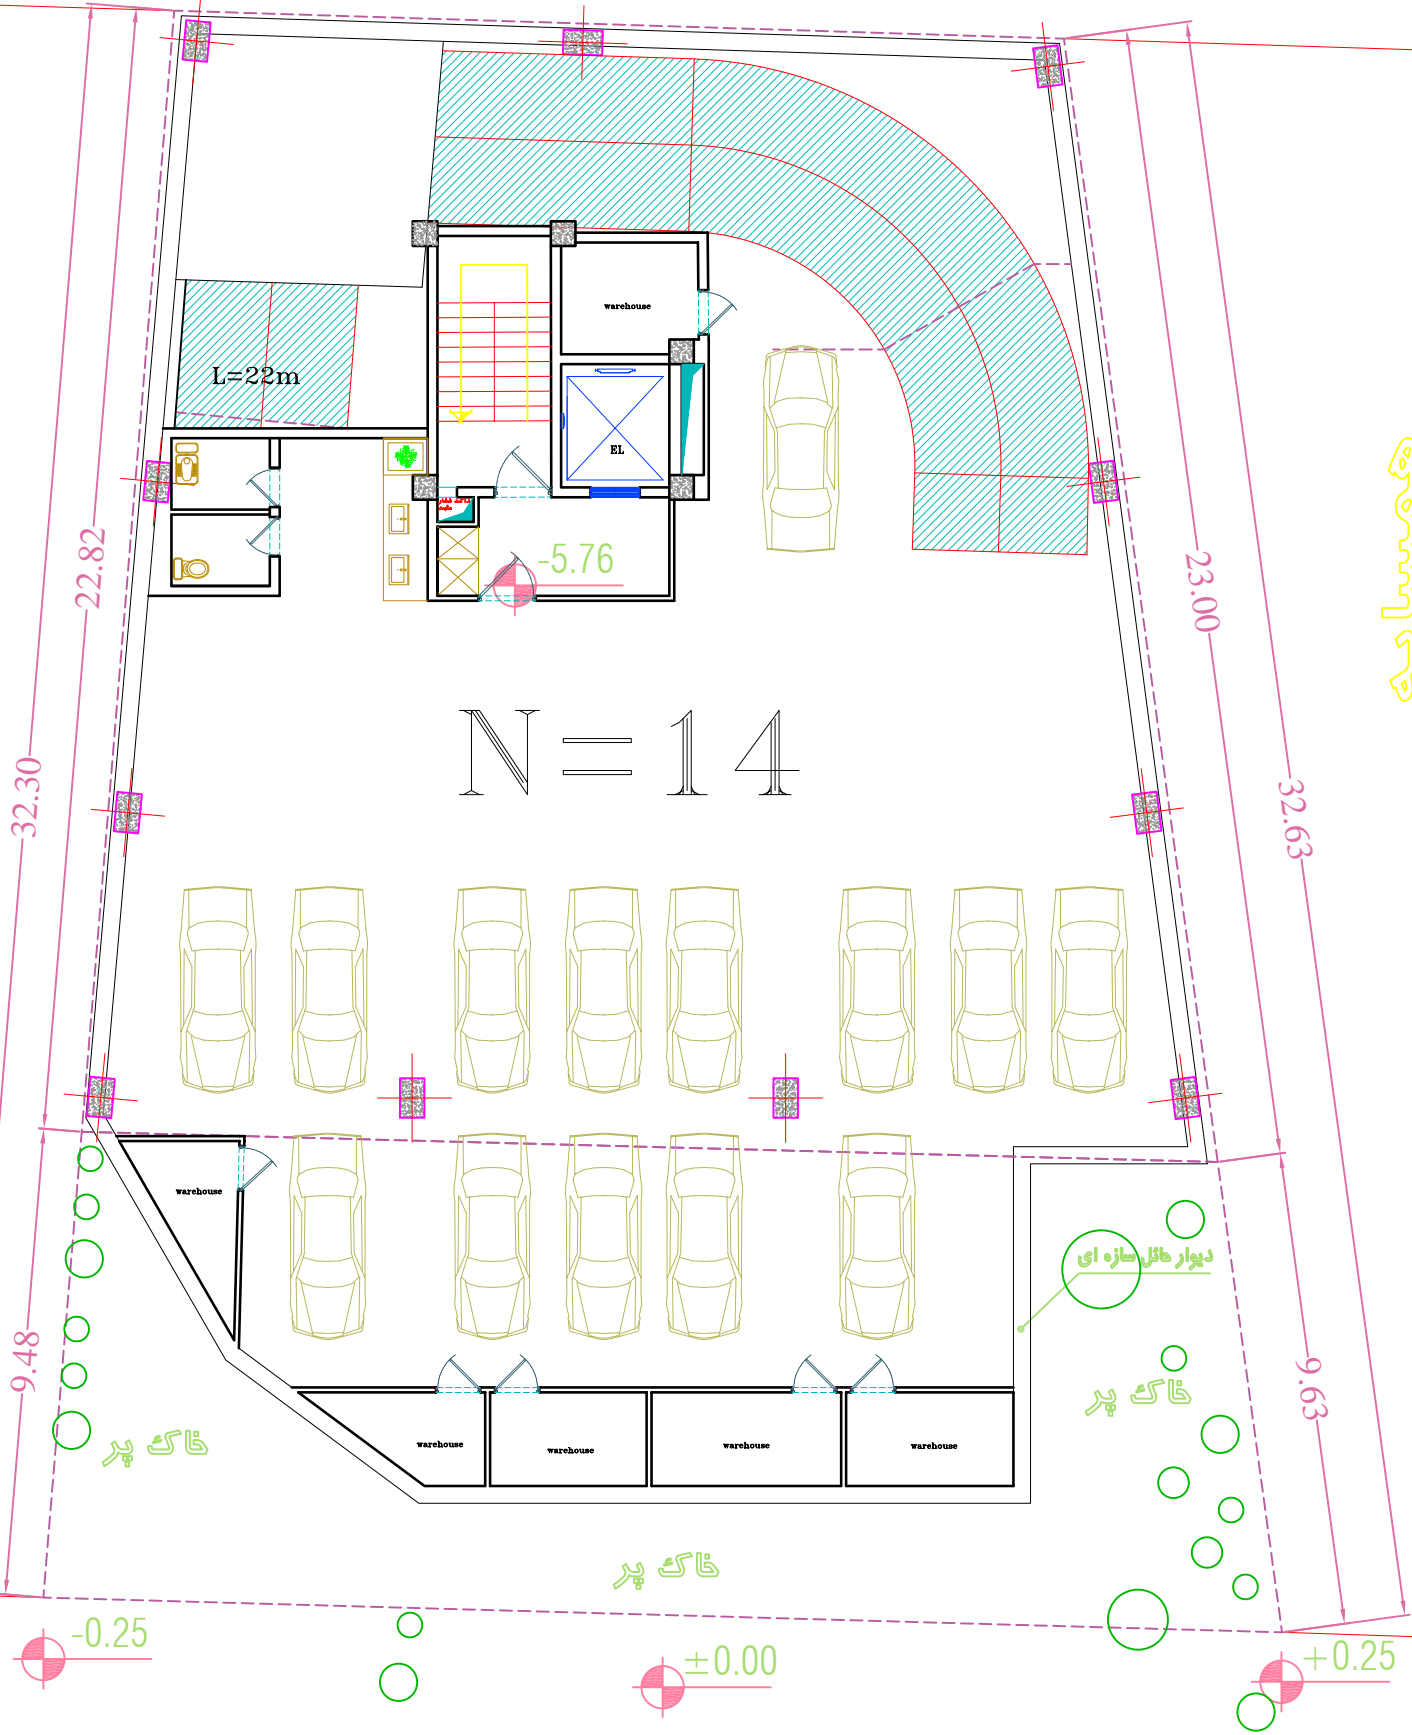 warehouse
L=22m
EL
-5.76
22.82
23.00
همسایه
N=14
32.30
32.63
warehouse
دیوار حائل سازه ای
9.48
9.63
خاک پر
خاک پر
warehouse
warehouse
warehouse
warehouse
خاک پر
-0.25
±0.00
+0.25